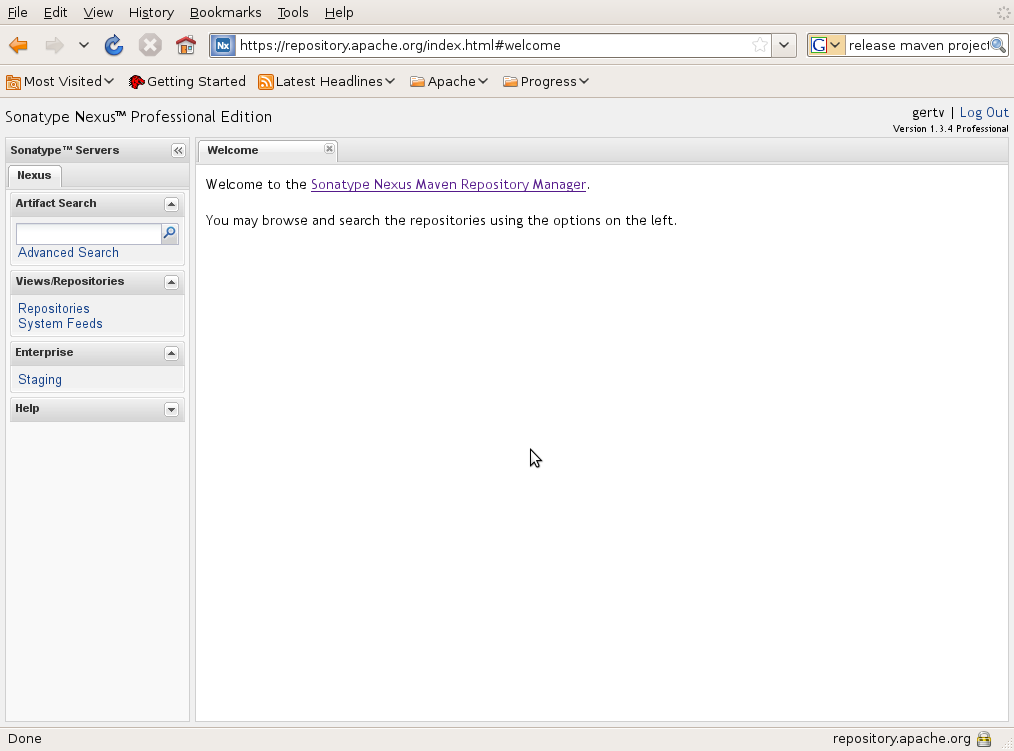 File Edit View History Bookmarks Tools Help
Nx https://repository.apache.org/index.html#welcome G release maven project
Most Visited Getting Started Latest Headlines Apache Progress
Sonatype Nexus™ Professional Edition
gertv | Log Out
Version 1.3.4 Professional
Sonatype™ Servers
Nexus
Artifact Search
Advanced Search
Views/Repositories
Repositories
System Feeds
Enterprise
Staging
Help
Welcome
Welcome to the Sonatype Nexus Maven Repository Manager.
You may browse and search the repositories using the options on the left.
Done repository.apache.org